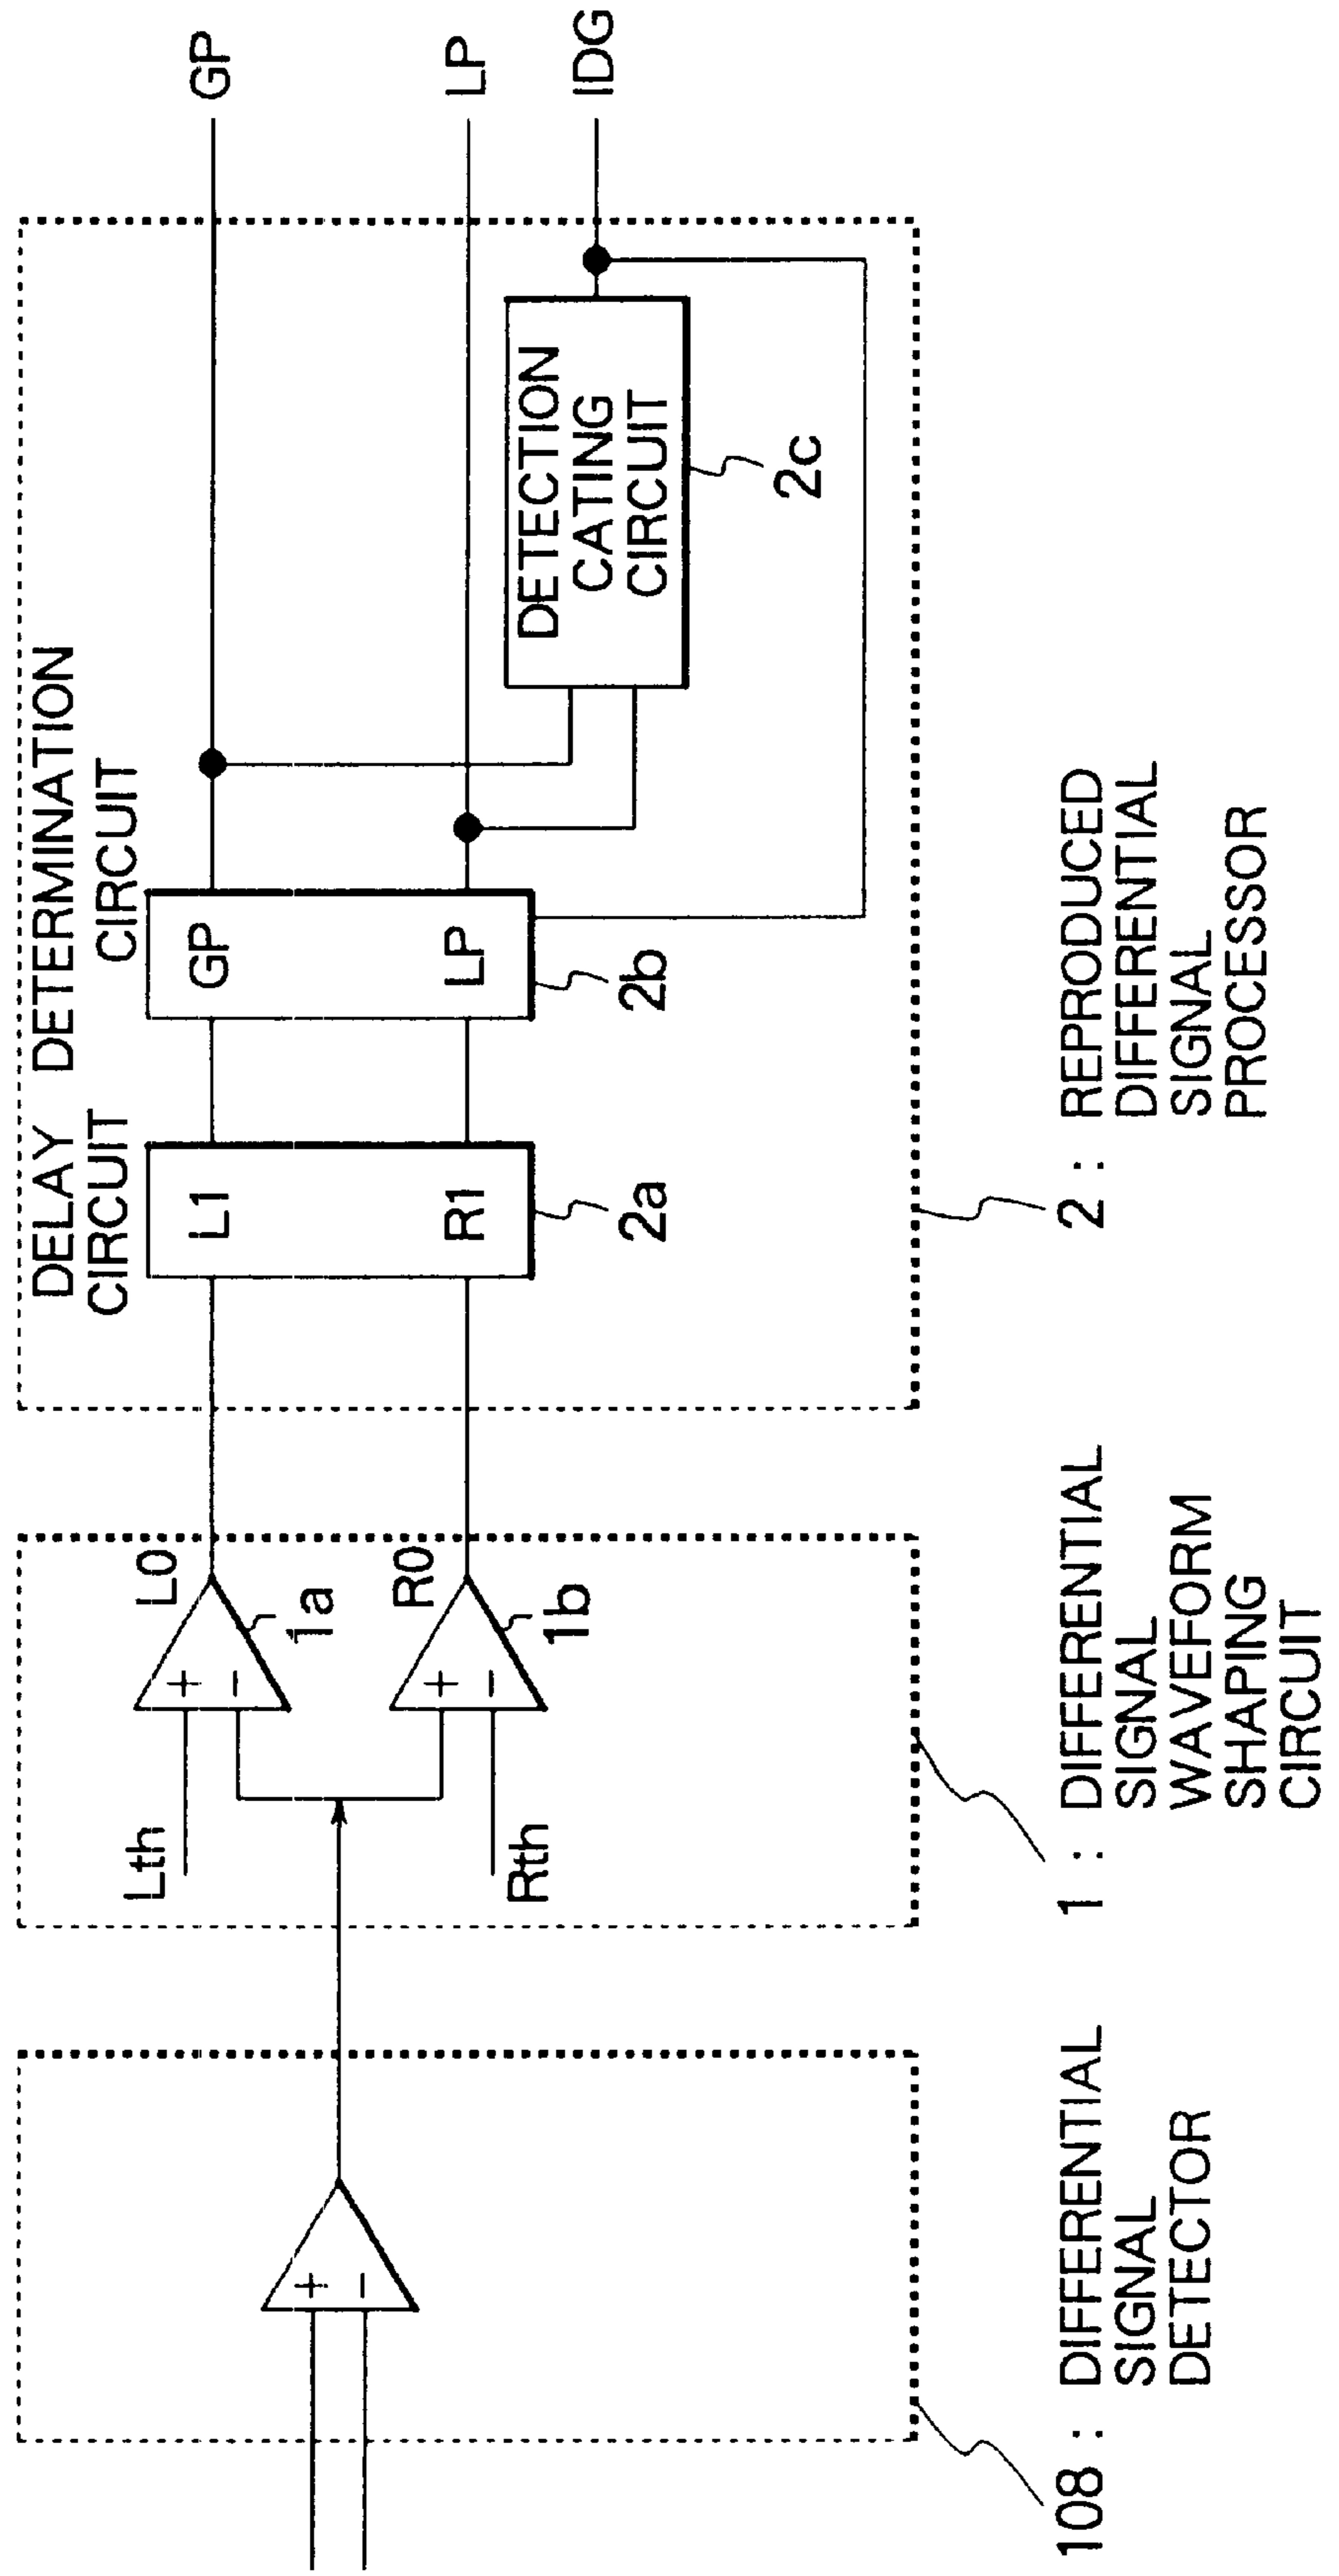 DELAY
CIRCUIT
DETERMINATION
CIRCUIT
GP
LP
IDG
L0
R0
L1
R1
GP
LP
Lth
Rth
+
−
+
−
+
−
1a
1b
2a
2b
DETECTION
CATING
CIRCUIT
2c
108 : DIFFERENTIAL
SIGNAL
DETECTOR
1 : DIFFERENTIAL
SIGNAL
WAVEFORM
SHAPING
CIRCUIT
2 : REPRODUCED
DIFFERENTIAL
SIGNAL
PROCESSOR